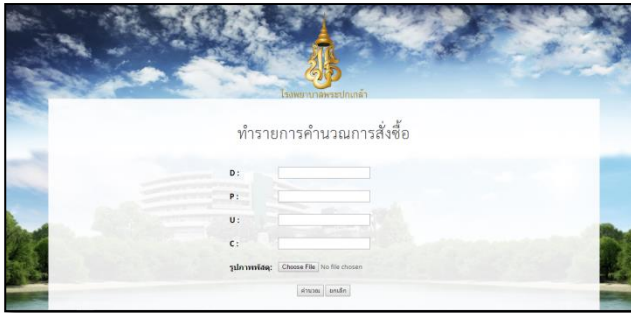 โรงพยาบาลพระปกเกล้า
ทำรายการคำนวณการสั่งซื้อ
D :
P :
U :
C :
รูปภาพพัสดุ: Choose File No file chosen
คำนวณ ยกเลิก